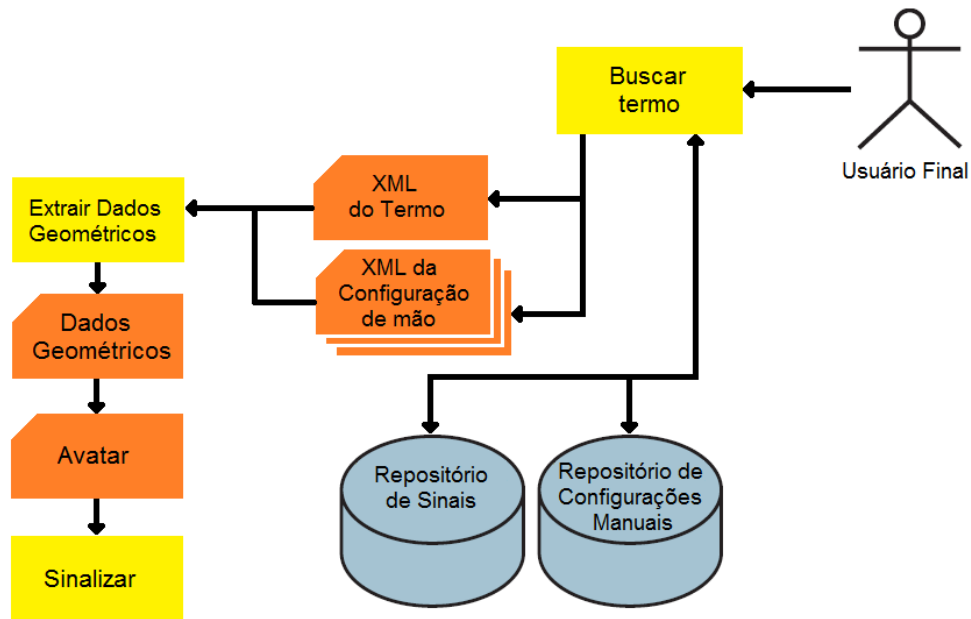 Buscar
termo
Usuário Final
XML
do Termo
Extrair Dados
Geométricos
XML da
Configuração
de mão
Dados
Geométricos
Avatar
Repositório
de Sinais
Repositório de
Configurações
Manuais
Sinalizar